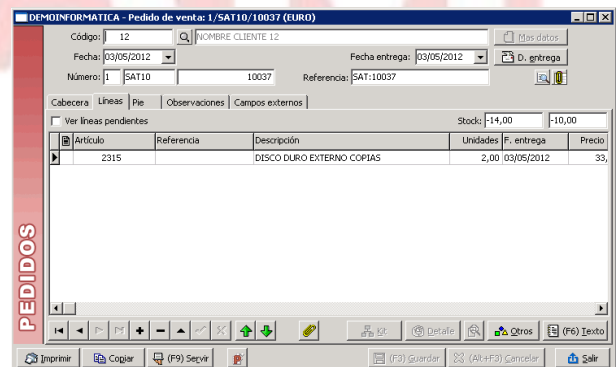 DEMOINFORMATICA - Pedido de venta: 1/SAT10/10037 (EURO)
Código: 12 NOMBRE CLIENTE 12 Mas datos
Fecha: 03/05/2012 Fecha entrega: 03/05/2012 D. entrega
Número: 1 SAT10 10037 Referencia: SAT:10037
Cabecera Líneas Pie Observaciones Campos externos
Ver líneas pendientes Stock: -14,00 -10,00
Artículo Referencia Descripción Unidades F. entrega Precio
2315 DISCO DURO EXTERNO COPIAS 2,00 03/05/2012 33,
PEDIDOS
Kit Detalle Otros (F6) Texto
Imprimir Copiar (F9) Servir (F3) Guardar (Alt+F3) Cancelar Salir